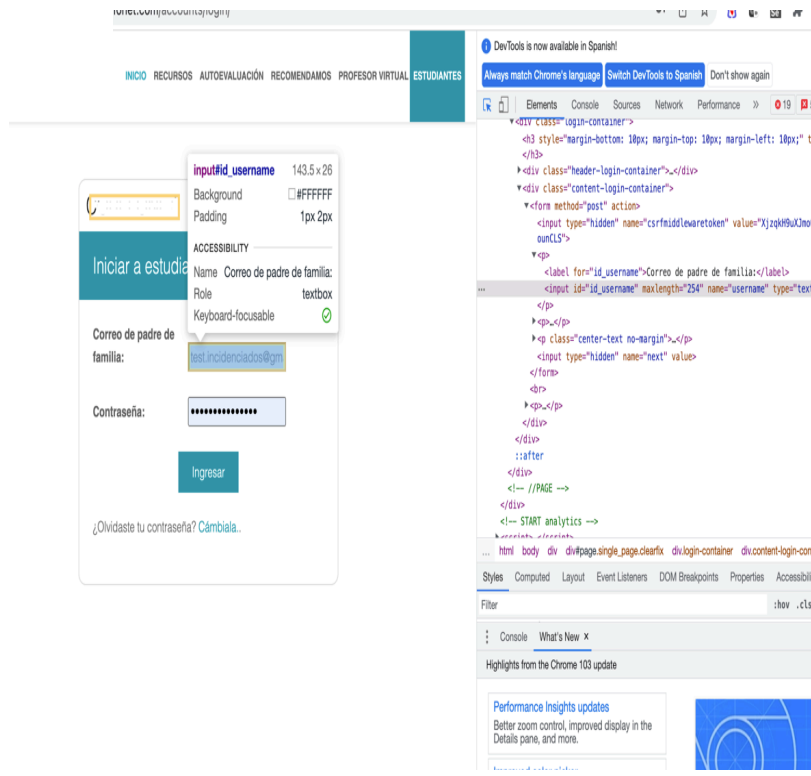 INICIO RECURSOS AUTOEVALUACIÓN RECOMENDAMOS PROFESOR VIRTUAL ESTUDIANTES
input#id_username 143.5 x 26
Background #FFFFFF
Padding 1px 2px
ACCESSIBILITY
Name Correo de padre de familia:
Role textbox
Keyboard-focusable
Iniciar a estudia
Correo de padre de
familia:
test.incidenciados@gm
Contraseña:
Ingresar
¿Olvidaste tu contraseña? Cámbiala..
DevTools is now available in Spanish!
Always match Chrome's language Switch DevTools to Spanish Don't show again
Elements Console Sources Network Performance » 19
▼<div class="login-container">
<h3 style="margin-bottom: 10px; margin-top: 10px; margin-left: 10px;" t
</h3>
▶<div class="header-login-container">…</div>
▼<div class="content-login-container">
▼<form method="post" action>
<input type="hidden" name="csrfmiddlewaretoken" value="XjzqkH9uXJmo
ounCLS">
▼<p>
<label for="id_username">Correo de padre de familia:</label>
… <input id="id_username" maxlength="254" name="username" type="text
</p>
▶<p>…</p>
▶<p class="center-text no-margin">…</p>
<input type="hidden" name="next" value>
</form>
<br>
▶<p>…</p>
</div>
</div>
::after
</div>
<!-- //PAGE -->
</div>
<!-- START analytics -->
… html body div div#page.single_page.clearfix div.login-container div.content-login-con
Styles Computed Layout Event Listeners DOM Breakpoints Properties Accessibili
Filter :hov .cls
Console What's New ×
Highlights from the Chrome 103 update
Performance Insights updates
Better zoom control, improved display in the
Details pane, and more.